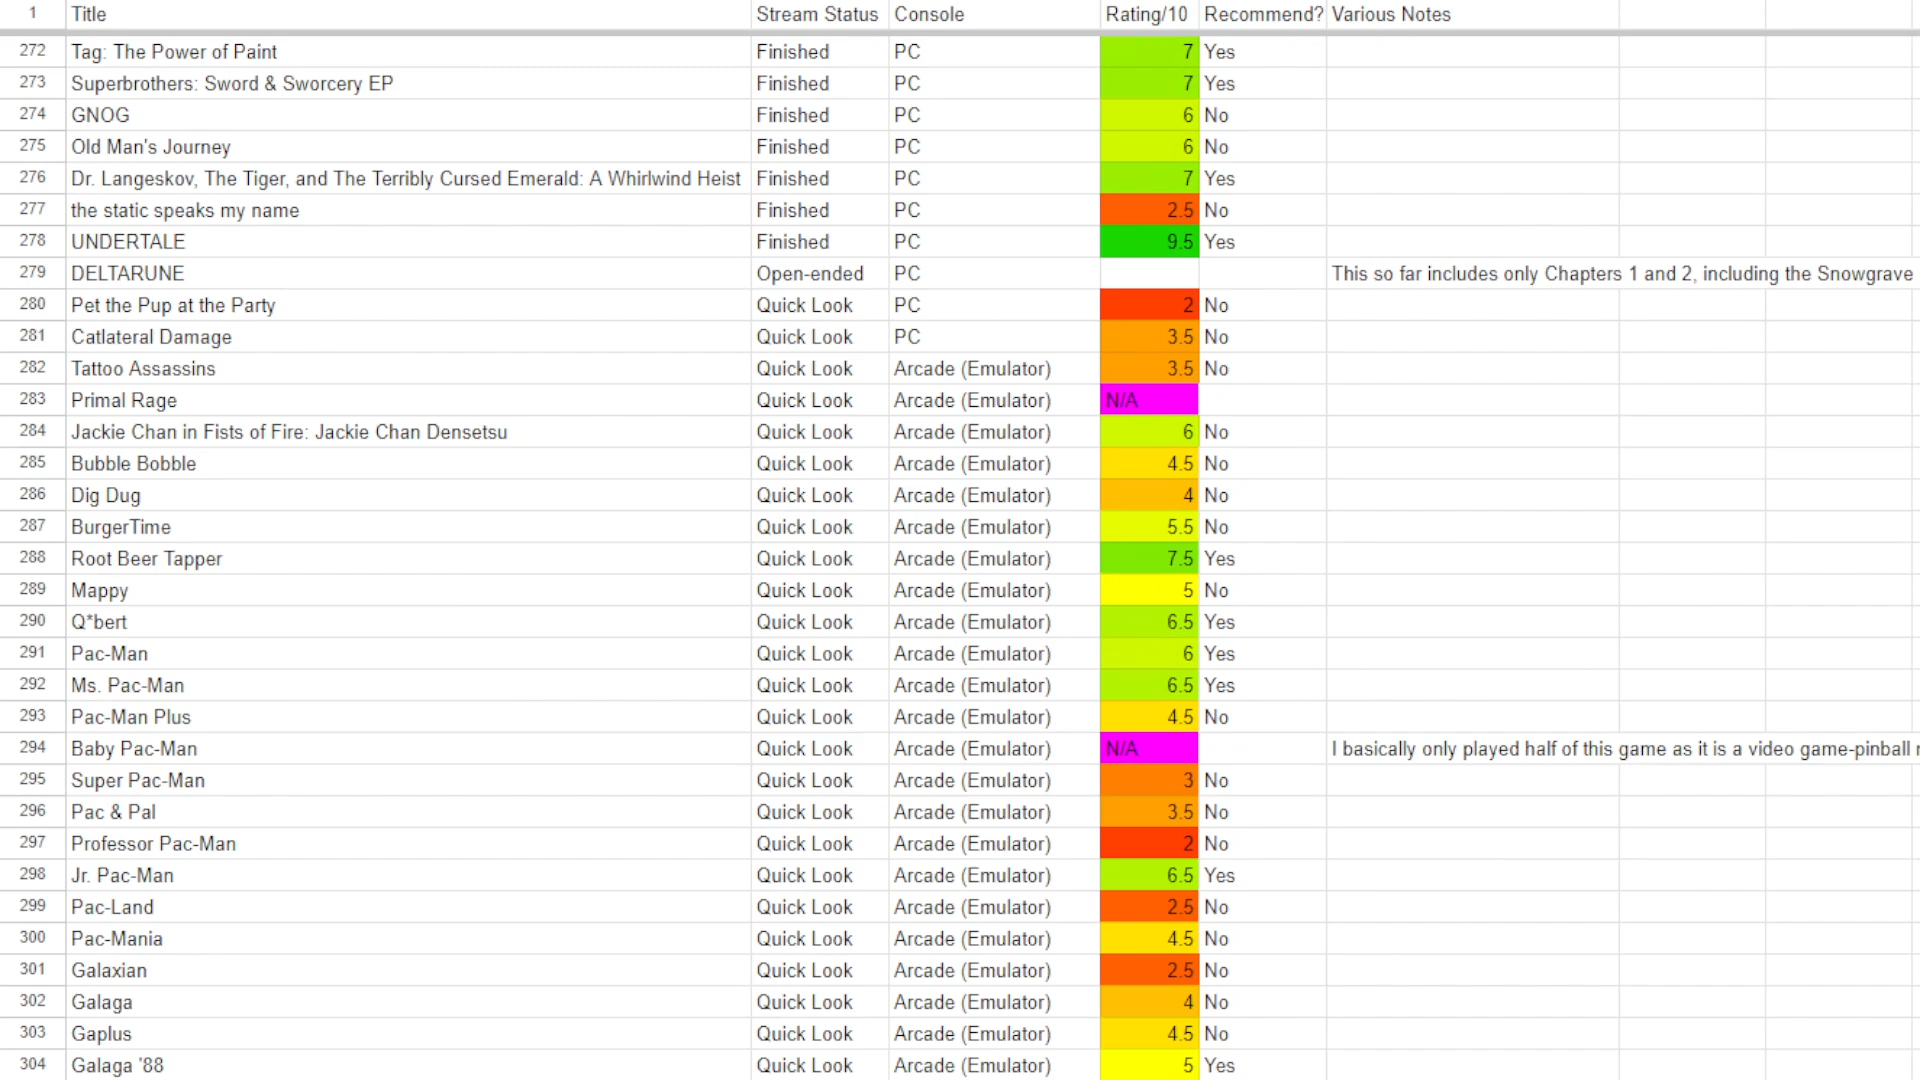 1 Title Stream Status Console Rating/10 Recommend? Various Notes
272 Tag: The Power of Paint Finished PC 7 Yes
273 Superbrothers: Sword & Sworcery EP Finished PC 7 Yes
274 GNOG Finished PC 6 No
275 Old Man's Journey Finished PC 6 No
276 Dr. Langeskov, The Tiger, and The Terribly Cursed Emerald: A Whirlwind Heist Finished PC 7 Yes
277 the static speaks my name Finished PC 2.5 No
278 UNDERTALE Finished PC 9.5 Yes
279 DELTARUNE Open-ended PC This so far includes only Chapters 1 and 2, including the Snowgrave
280 Pet the Pup at the Party Quick Look PC 2 No
281 Catlateral Damage Quick Look PC 3.5 No
282 Tattoo Assassins Quick Look Arcade (Emulator) 3.5 No
283 Primal Rage Quick Look Arcade (Emulator) N/A
284 Jackie Chan in Fists of Fire: Jackie Chan Densetsu Quick Look Arcade (Emulator) 6 No
285 Bubble Bobble Quick Look Arcade (Emulator) 4.5 No
286 Dig Dug Quick Look Arcade (Emulator) 4 No
287 BurgerTime Quick Look Arcade (Emulator) 5.5 No
288 Root Beer Tapper Quick Look Arcade (Emulator) 7.5 Yes
289 Mappy Quick Look Arcade (Emulator) 5 No
290 Q*bert Quick Look Arcade (Emulator) 6.5 Yes
291 Pac-Man Quick Look Arcade (Emulator) 6 Yes
292 Ms. Pac-Man Quick Look Arcade (Emulator) 6.5 Yes
293 Pac-Man Plus Quick Look Arcade (Emulator) 4.5 No
294 Baby Pac-Man Quick Look Arcade (Emulator) N/A I basically only played half of this game as it is a video game-pinball
295 Super Pac-Man Quick Look Arcade (Emulator) 3 No
296 Pac & Pal Quick Look Arcade (Emulator) 3.5 No
297 Professor Pac-Man Quick Look Arcade (Emulator) 2 No
298 Jr. Pac-Man Quick Look Arcade (Emulator) 6.5 Yes
299 Pac-Land Quick Look Arcade (Emulator) 2.5 No
300 Pac-Mania Quick Look Arcade (Emulator) 4.5 No
301 Galaxian Quick Look Arcade (Emulator) 2.5 No
302 Galaga Quick Look Arcade (Emulator) 4 No
303 Gaplus Quick Look Arcade (Emulator) 4.5 No
304 Galaga '88 Quick Look Arcade (Emulator) 5 Yes